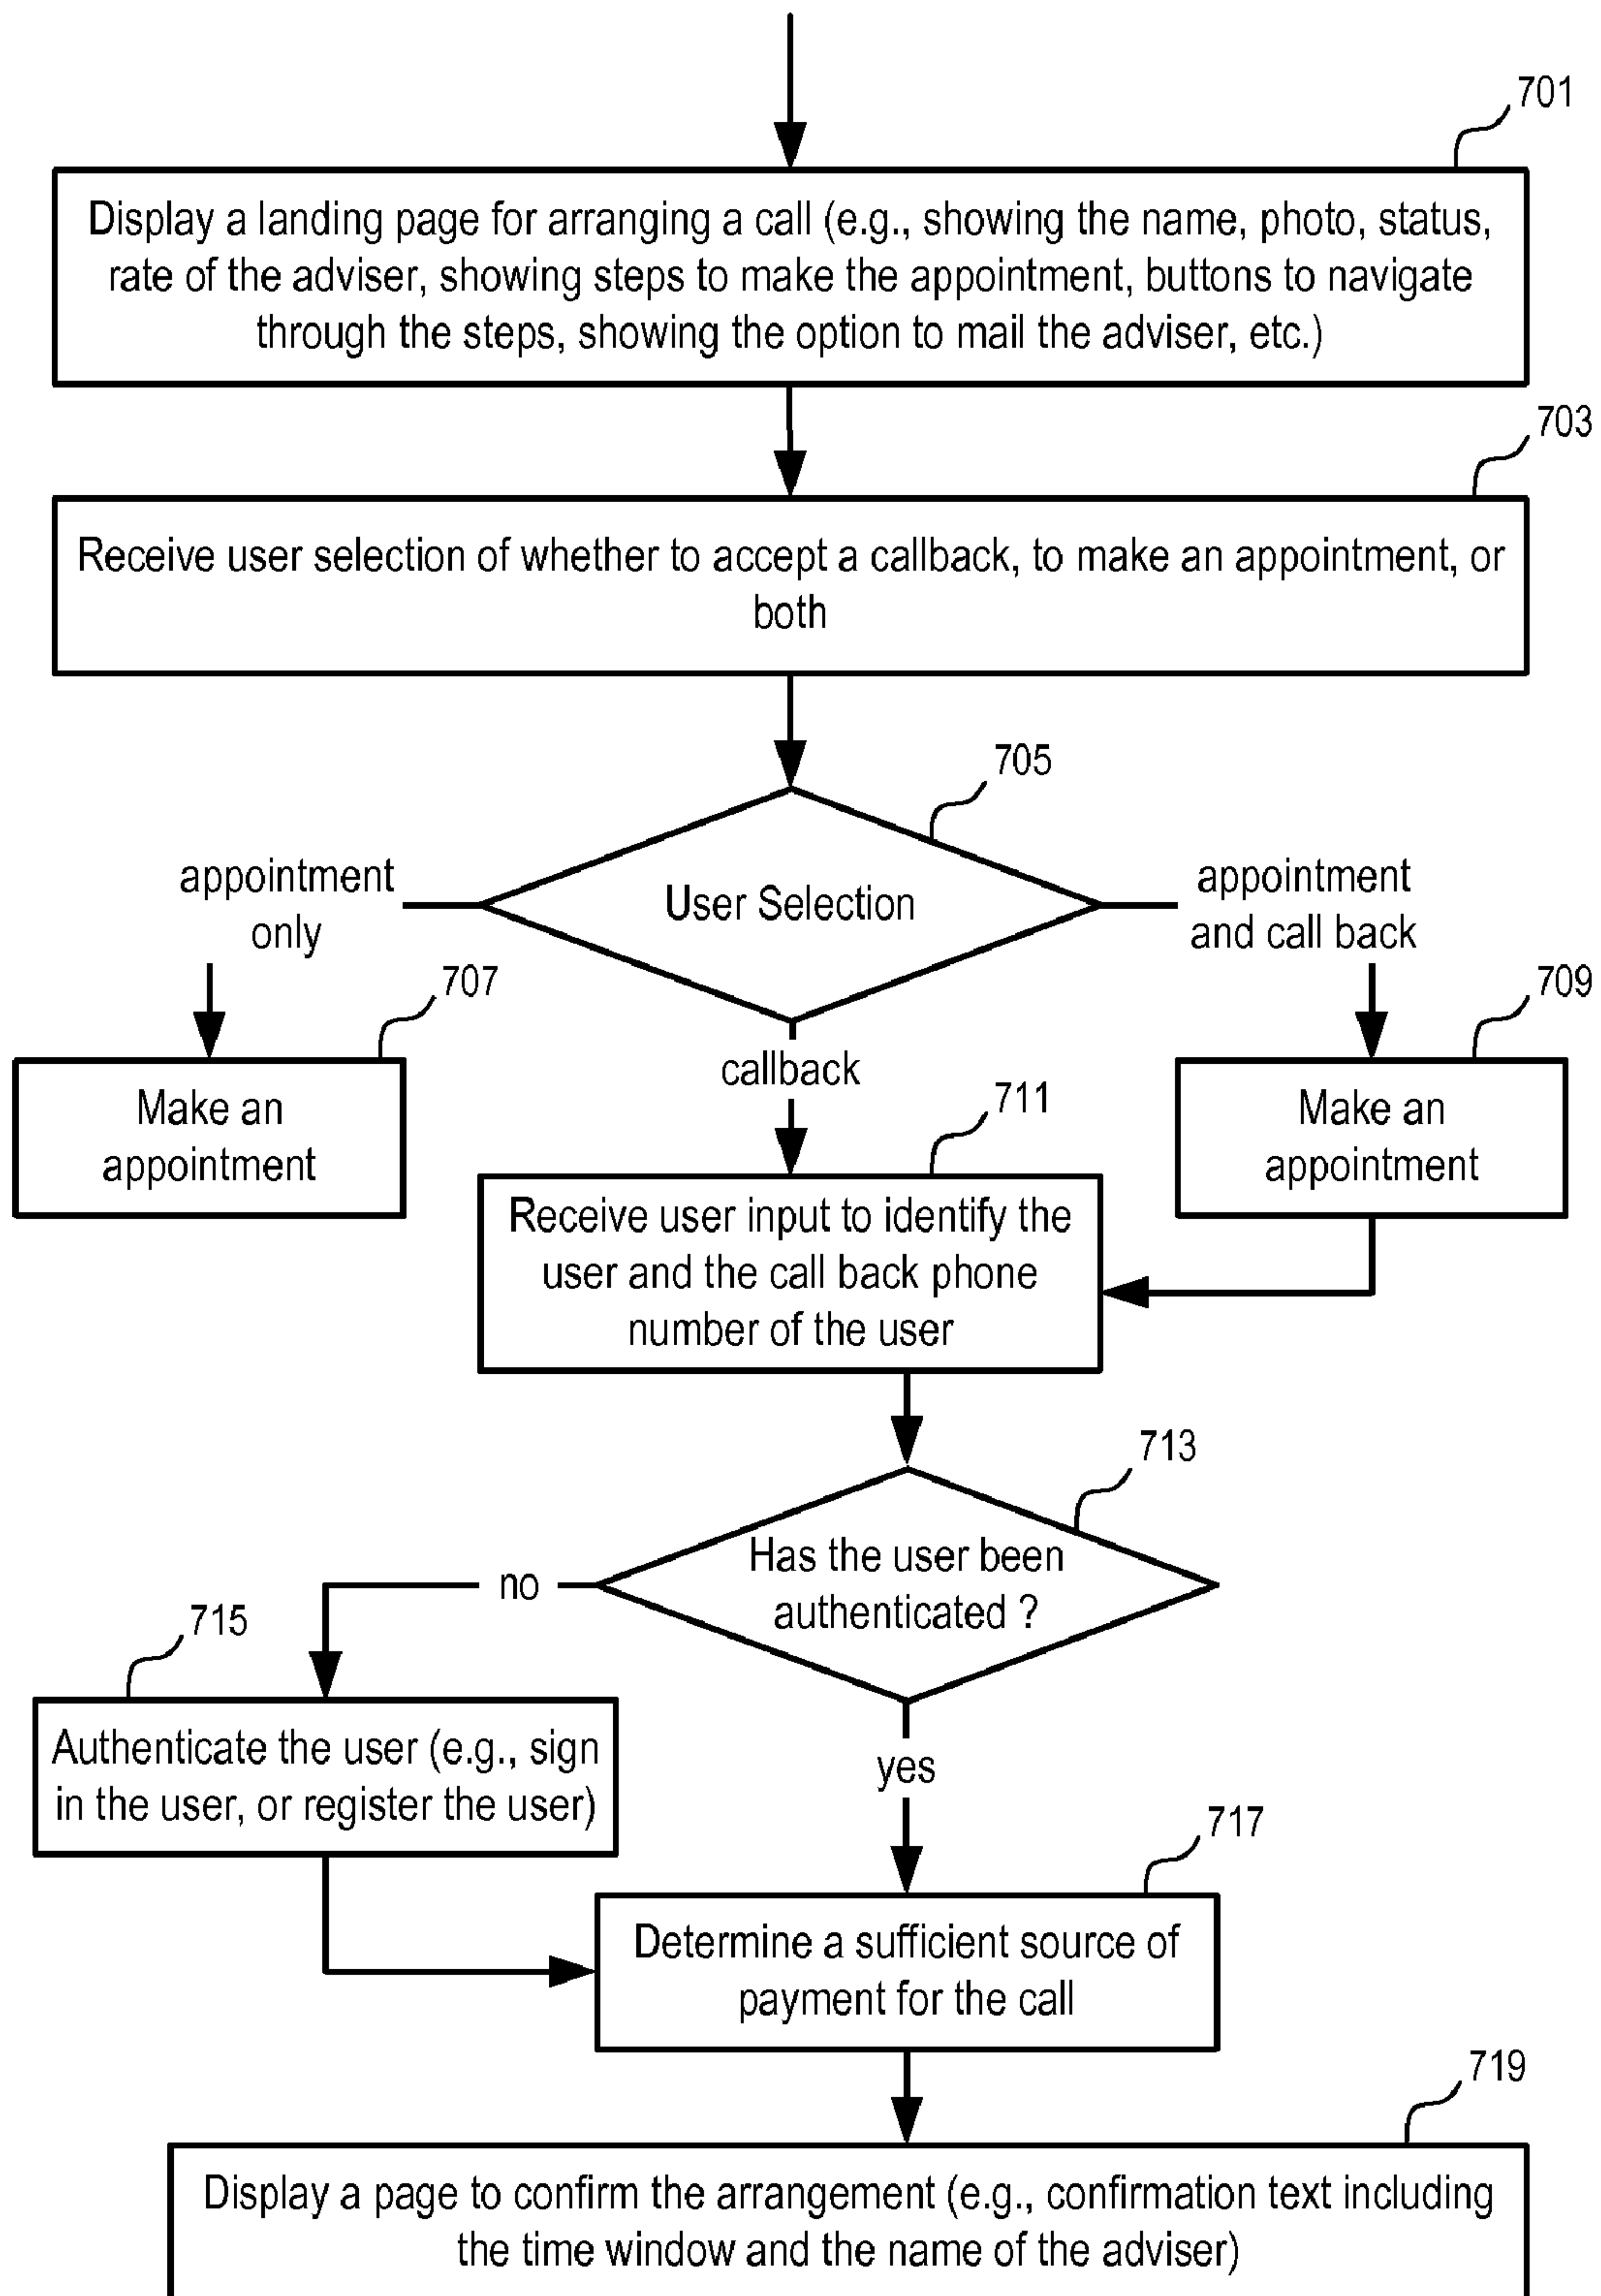 701
Display a landing page for arranging a call (e.g., showing the name, photo, status,
rate of the adviser, showing steps to make the appointment, buttons to navigate
through the steps, showing the option to mail the adviser, etc.)
703
Receive user selection of whether to accept a callback, to make an appointment, or
both
705
User Selection
appointment
only
appointment
and call back
707
Make an
appointment
callback
709
Make an
appointment
711
Receive user input to identify the
user and the call back phone
number of the user
713
Has the user been
authenticated ?
no
715
Authenticate the user (e.g., sign
in the user, or register the user)
yes
717
Determine a sufficient source of
payment for the call
719
Display a page to confirm the arrangement (e.g., confirmation text including
the time window and the name of the adviser)